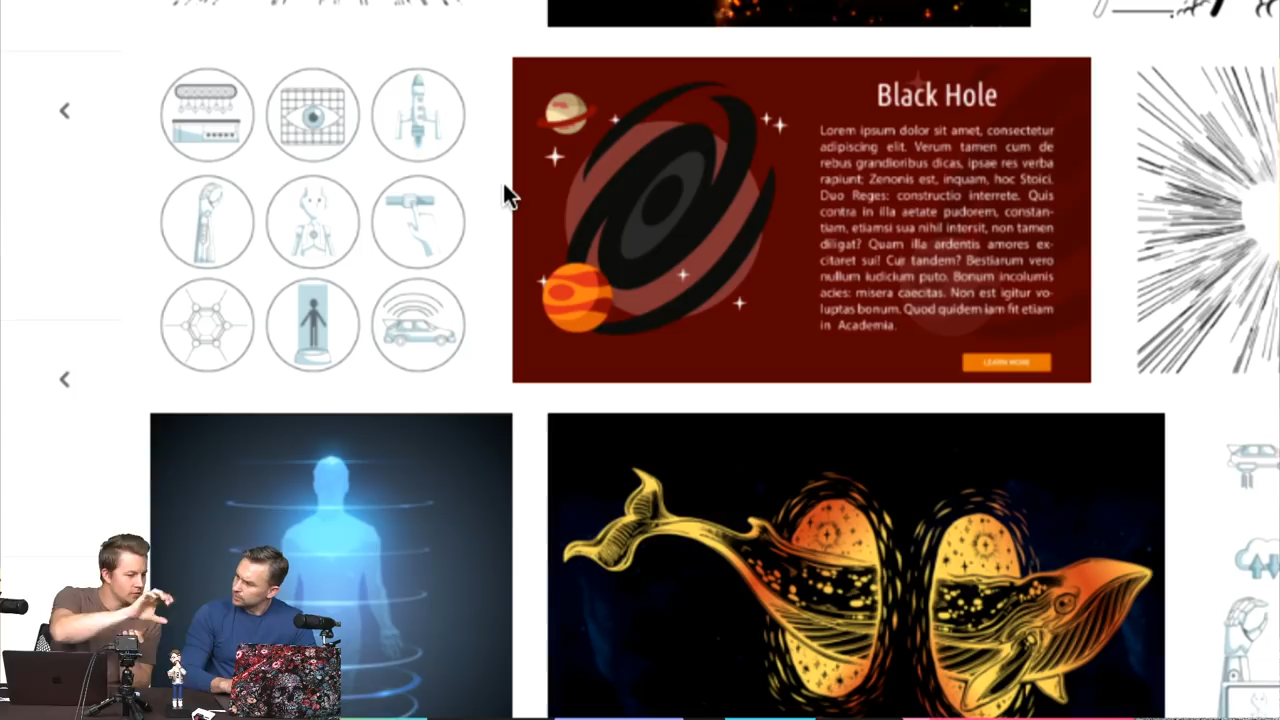 Black Hole
Lorem ipsum dolor sit amet, consectetur
adipiscing elit. Verum tamen cum de
rebus grandioribus dicas, ipsae res verba
rapiunt; Zenonis est, inquam, hoc Stoici.
Duo Reges: constructio interrete. Quis
contra in illa aetate pudorem, constan-
tiam, etiamsi sua nihil intersit, non tamen
diligat? Quam illa ardentis amores ex-
citaret sui! Cur tandem? Bestiarum vero
nullum iudicium puto. Bonum incolumis
acies: misera caecitas. Non est igitur vo-
luptas bonum. Quod quidem iam fit etiam
in Academia.
LEARN MORE